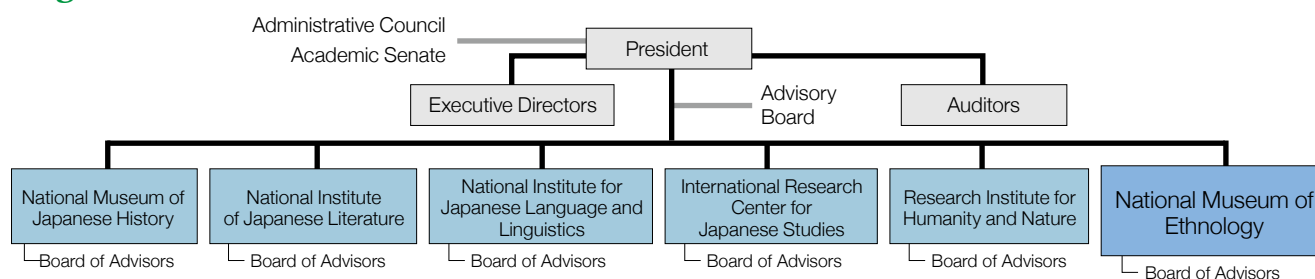 Administrative Council
Academic Senate
President
Executive Directors
Advisory
Board
Auditors
National Museum of
Japanese History
National Institute
of Japanese Literature
National Institute for
Japanese Language and
Linguistics
International Research
Center for
Japanese Studies
Research Institute for
Humanity and Nature
National Museum of
Ethnology
Board of Advisors
Board of Advisors
Board of Advisors
Board of Advisors
Board of Advisors
Board of Advisors